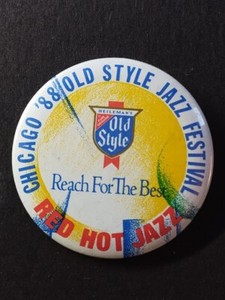 CHICAGO '88/OLD STYLE JAZZ FESTIVAL
HEILEMAN'S
Old
Style
Reach For The Best
RED HOT JAZZ